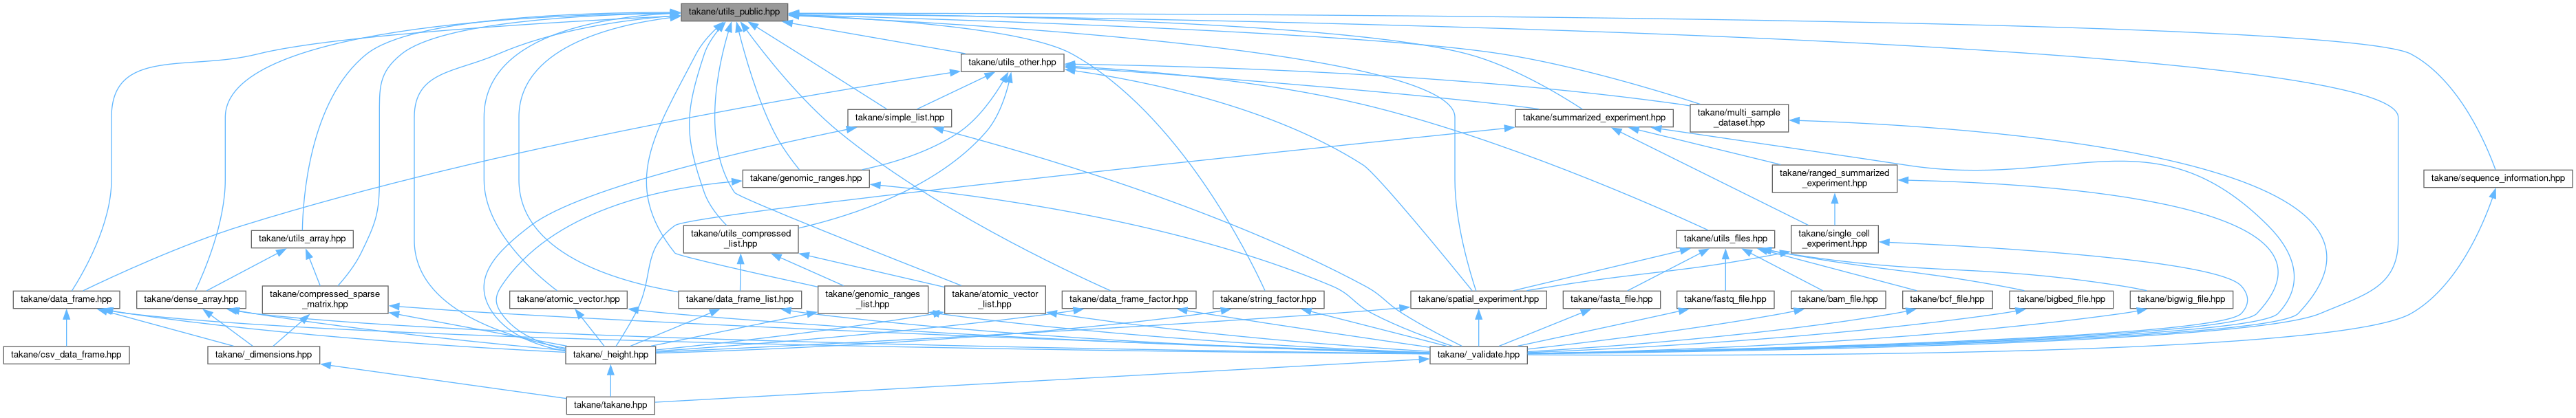 takane/utils_public.hpp
takane/utils_other.hpp
takane/simple_list.hpp
takane/summarized_experiment.hpp
takane/multi_sample
_dataset.hpp
takane/genomic_ranges.hpp
takane/ranged_summarized
_experiment.hpp
takane/sequence_information.hpp
takane/utils_array.hpp
takane/utils_compressed
_list.hpp
takane/utils_files.hpp
takane/single_cell
_experiment.hpp
takane/data_frame.hpp
takane/dense_array.hpp
takane/compressed_sparse
_matrix.hpp
takane/atomic_vector.hpp
takane/data_frame_list.hpp
takane/genomic_ranges
_list.hpp
takane/atomic_vector
_list.hpp
takane/data_frame_factor.hpp
takane/string_factor.hpp
takane/spatial_experiment.hpp
takane/fasta_file.hpp
takane/fastq_file.hpp
takane/bam_file.hpp
takane/bcf_file.hpp
takane/bigbed_file.hpp
takane/bigwig_file.hpp
takane/csv_data_frame.hpp
takane/_dimensions.hpp
takane/_height.hpp
takane/_validate.hpp
takane/takane.hpp